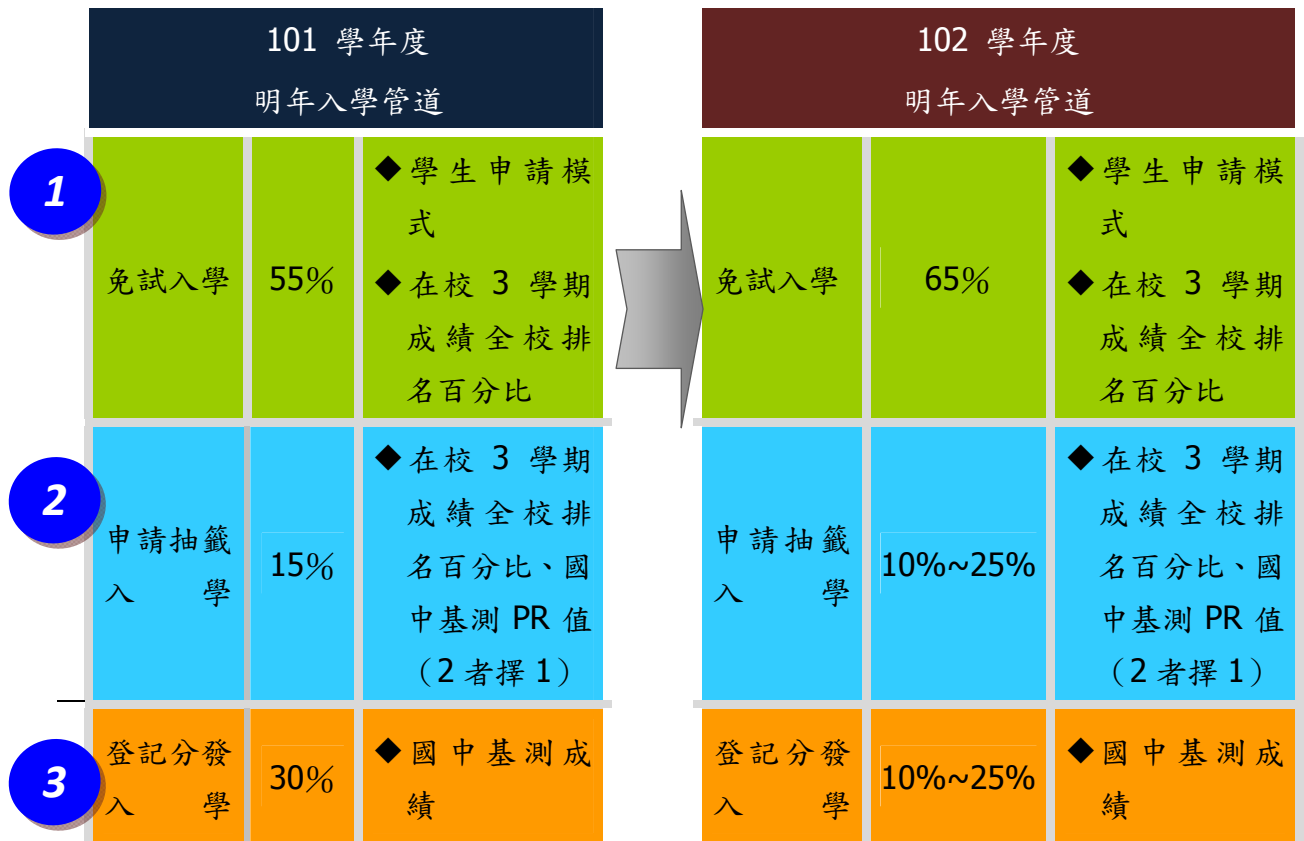 101 學年度
明年入學管道
1
免試入學
55%
◆學生申請模
式
◆在校 3 學期
成績全校排
名百分比
2
申請抽籤
入學
15%
◆在校 3 學期
成績全校排
名百分比、國
中基測 PR 值
（2 者擇 1）
3
登記分發
入學
30%
◆國中基測成
績
102 學年度
明年入學管道
免試入學
65%
◆學生申請模
式
◆在校 3 學期
成績全校排
名百分比
申請抽籤
入學
10%~25%
◆在校 3 學期
成績全校排
名百分比、國
中基測 PR 值
（2 者擇 1）
登記分發
入學
10%~25%
◆國中基測成
績